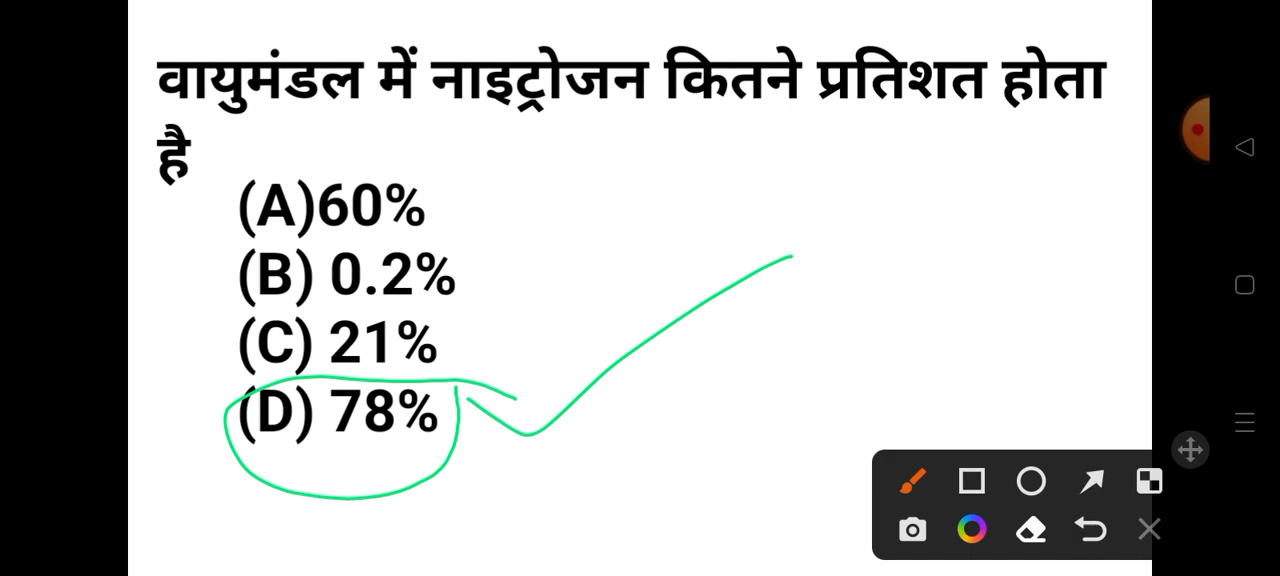 वायुमंडल में नाइट्रोजन कितने प्रतिशत होता
है
(A)60%
(B) 0.2%
(C) 21%
(D) 78%